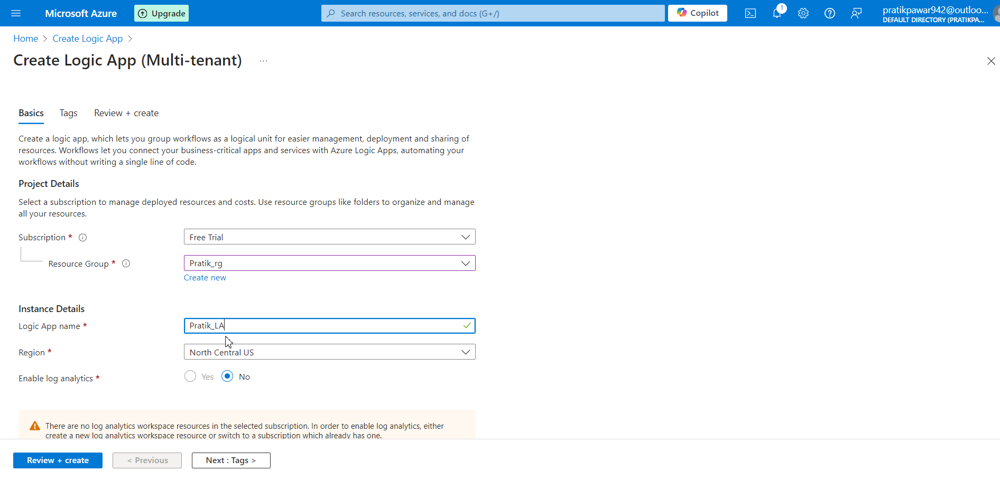 Microsoft Azure
Upgrade
Search resources, services, and docs (G+/)
Copilot
1
pratikpawar942@outloo...
DEFAULT DIRECTORY (PRATIKPA...
Home > Create Logic App >
Create Logic App (Multi-tenant) ...
Basics
Tags
Review + create
Create a logic app, which lets you group workflows as a logical unit for easier management, deployment and sharing of
resources. Workflows let you connect your business-critical apps and services with Azure Logic Apps, automating your
workflows without writing a single line of code.
Project Details
Select a subscription to manage deployed resources and costs. Use resource groups like folders to organize and manage
all your resources.
Subscription *
Free Trial
Resource Group *
Pratik_rg
Create new
Instance Details
Logic App name *
Pratik_LA
Region *
North Central US
Enable log analytics *
Yes
No
There are no log analytics workspace resources in the selected subscription. In order to enable log analytics, either
create a new log analytics workspace resource or switch to a subscription which already has one.
Review + create
< Previous
Next : Tags >